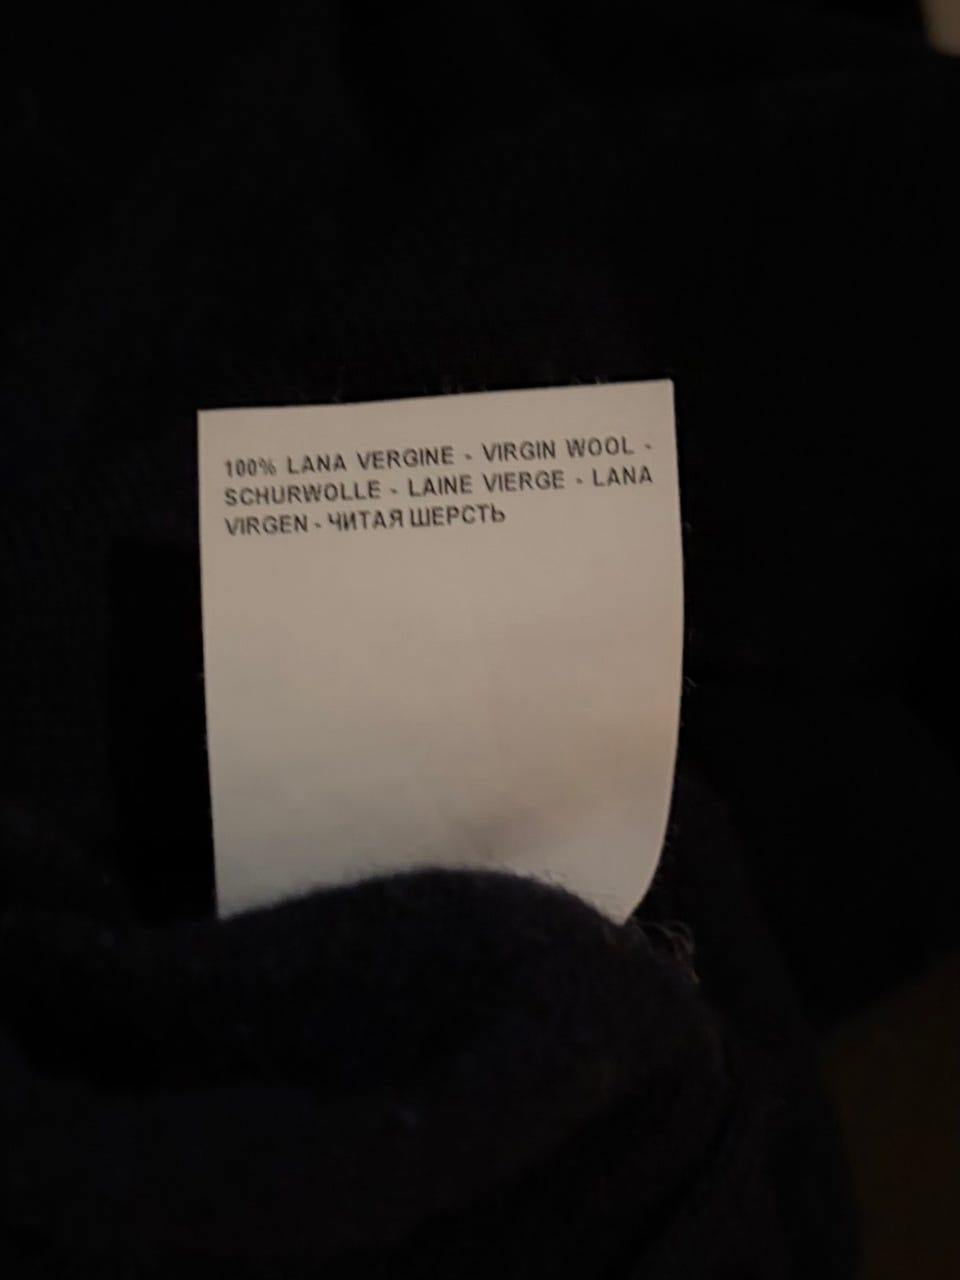 100% LANA VERGINE - VIRGIN WOOL -
SCHURWOLLE - LAINE VIERGE - LANA
VIRGEN - ЧИТАЯ ШЕРСТЬ